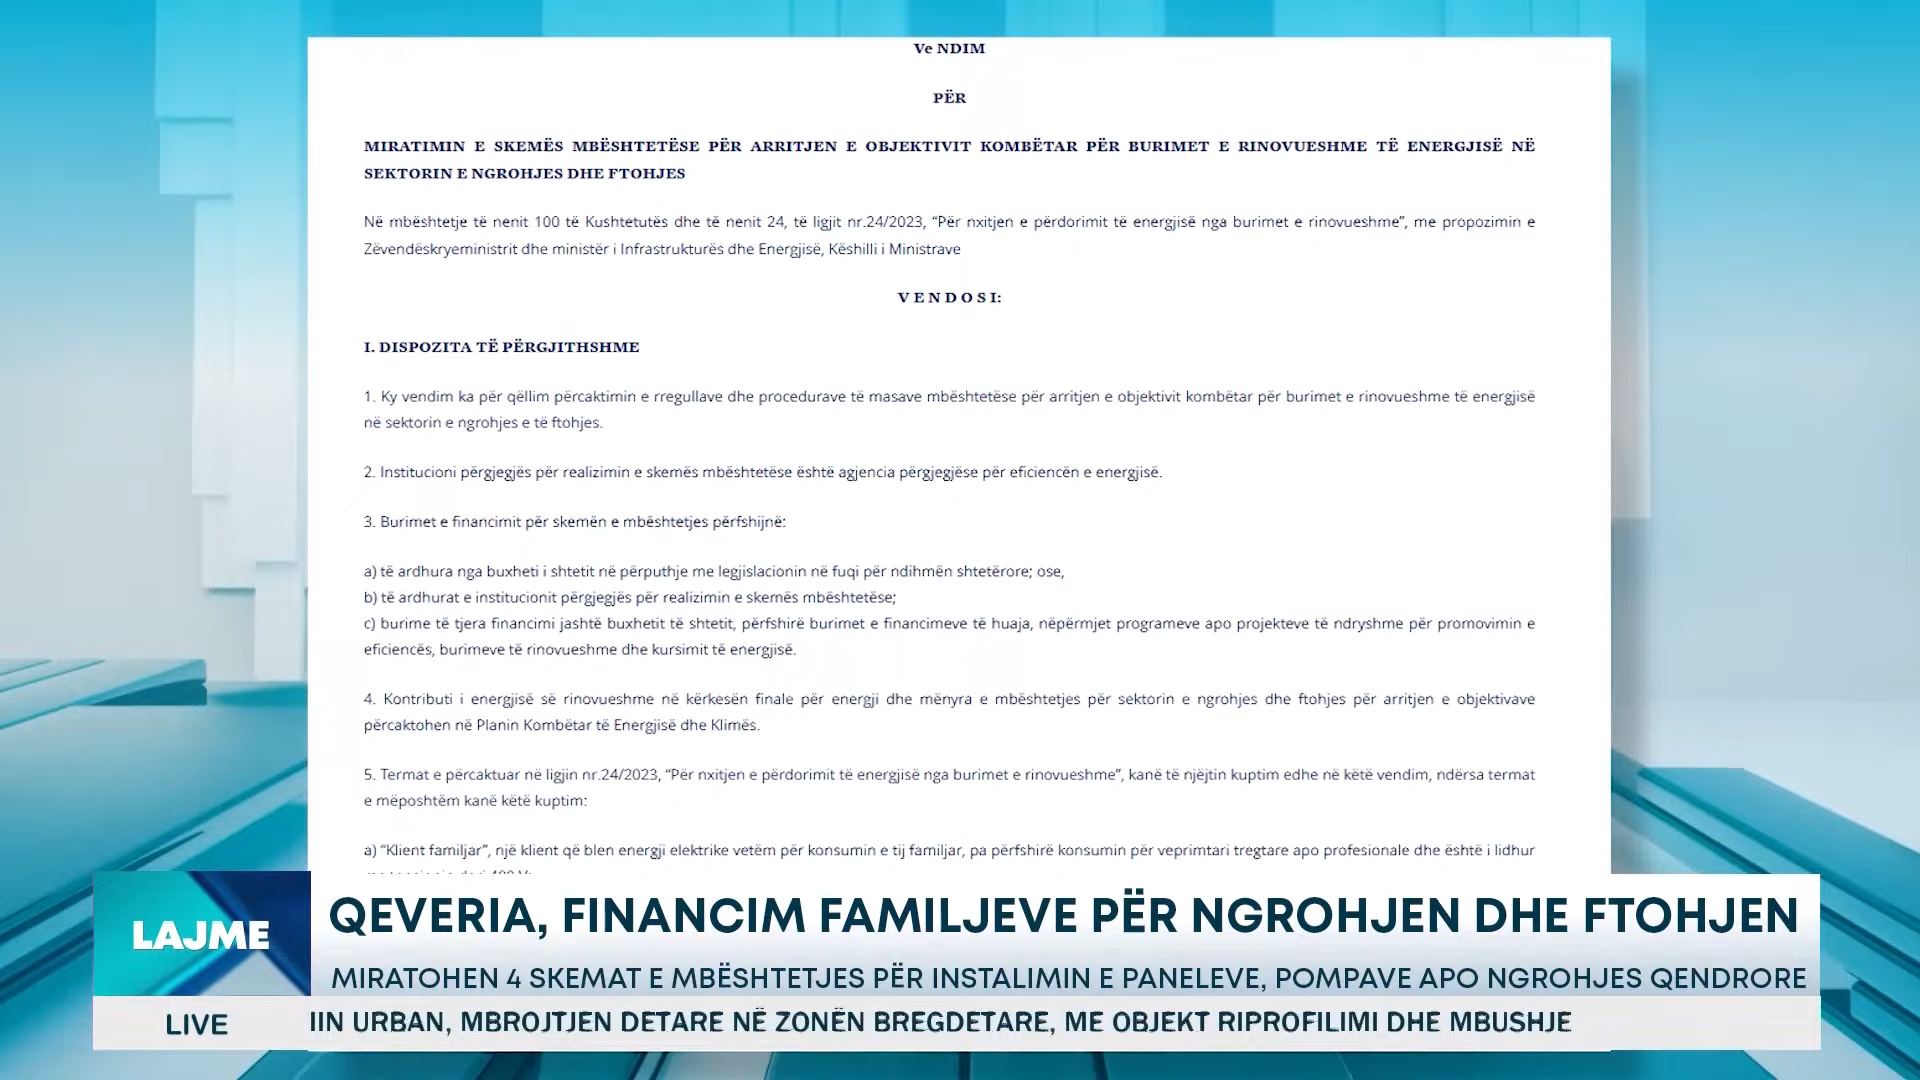 Ve NDIM
PËR
MIRATIMIN E SKEMËS MBËSHTETËSE PËR ARRITJEN E OBJEKTIVIT KOMBËTAR PËR BURIMET E RINOVUESHME TË ENERGJISË NË
SEKTORIN E NGROHJES DHE FTOHJES
Në mbështetje të nenit 100 të Kushtetutës dhe të nenit 24, të ligjit nr.24/2023, “Për nxitjen e përdorimit të energjisë nga burimet e rinovueshme”, me propozimin e
Zëvendëskryeministrit dhe ministër i Infrastrukturës dhe Energjisë, Këshilli i Ministrave
V E N D O S I:
I. DISPOZITA TË PËRGJITHSHME
1. Ky vendim ka për qëllim përcaktimin e rregullave dhe procedurave të masave mbështetëse për arritjen e objektivit kombëtar për burimet e rinovueshme të energjisë
në sektorin e ngrohjes e të ftohjes.
2. Institucioni përgjegjës për realizimin e skemës mbështetëse është agjencia përgjegjëse për eficiencën e energjisë.
3. Burimet e financimit për skemën e mbështetjes përfshijnë:
a) të ardhura nga buxheti i shtetit në përputhje me legjislacionin në fuqi për ndihmën shtetërore; ose,
b) të ardhurat e institucionit përgjegjës për realizimin e skemës mbështetëse;
c) burime të tjera financimi jashtë buxhetit të shtetit, përfshirë burimet e financimeve të huaja, nëpërmjet programeve apo projekteve të ndryshme për promovimin e
eficiencës, burimeve të rinovueshme dhe kursimit të energjisë.
4. Kontributi i energjisë së rinovueshme në kërkesën finale për energji dhe mënyra e mbështetjes për sektorin e ngrohjes dhe ftohjes për arritjen e objektivave
përcaktohen në Planin Kombëtar të Energjisë dhe Klimës.
5. Termat e përcaktuar në ligjin nr.24/2023, “Për nxitjen e përdorimit të energjisë nga burimet e rinovueshme”, kanë të njëjtin kuptim edhe në këtë vendim, ndërsa termat
e mëposhtëm kanë këtë kuptim:
a) “Klient familjar”, një klient që blen energji elektrike vetëm për konsumin e tij familjar, pa përfshirë konsumin për veprimtari tregtare apo profesionale dhe është i lidhur
LAJME
QEVERIA, FINANCIM FAMILJEVE PËR NGROHJEN DHE FTOHJEN
MIRATOHEN 4 SKEMAT E MBËSHTETJES PËR INSTALIMIN E PANELEVE, POMPAVE APO NGROHJES QENDRORE
LIVE
IIN URBAN, MBROJTJEN DETARE NË ZONËN BREGDETARE, ME OBJEKT RIPROFILIMI DHE MBUSHJE